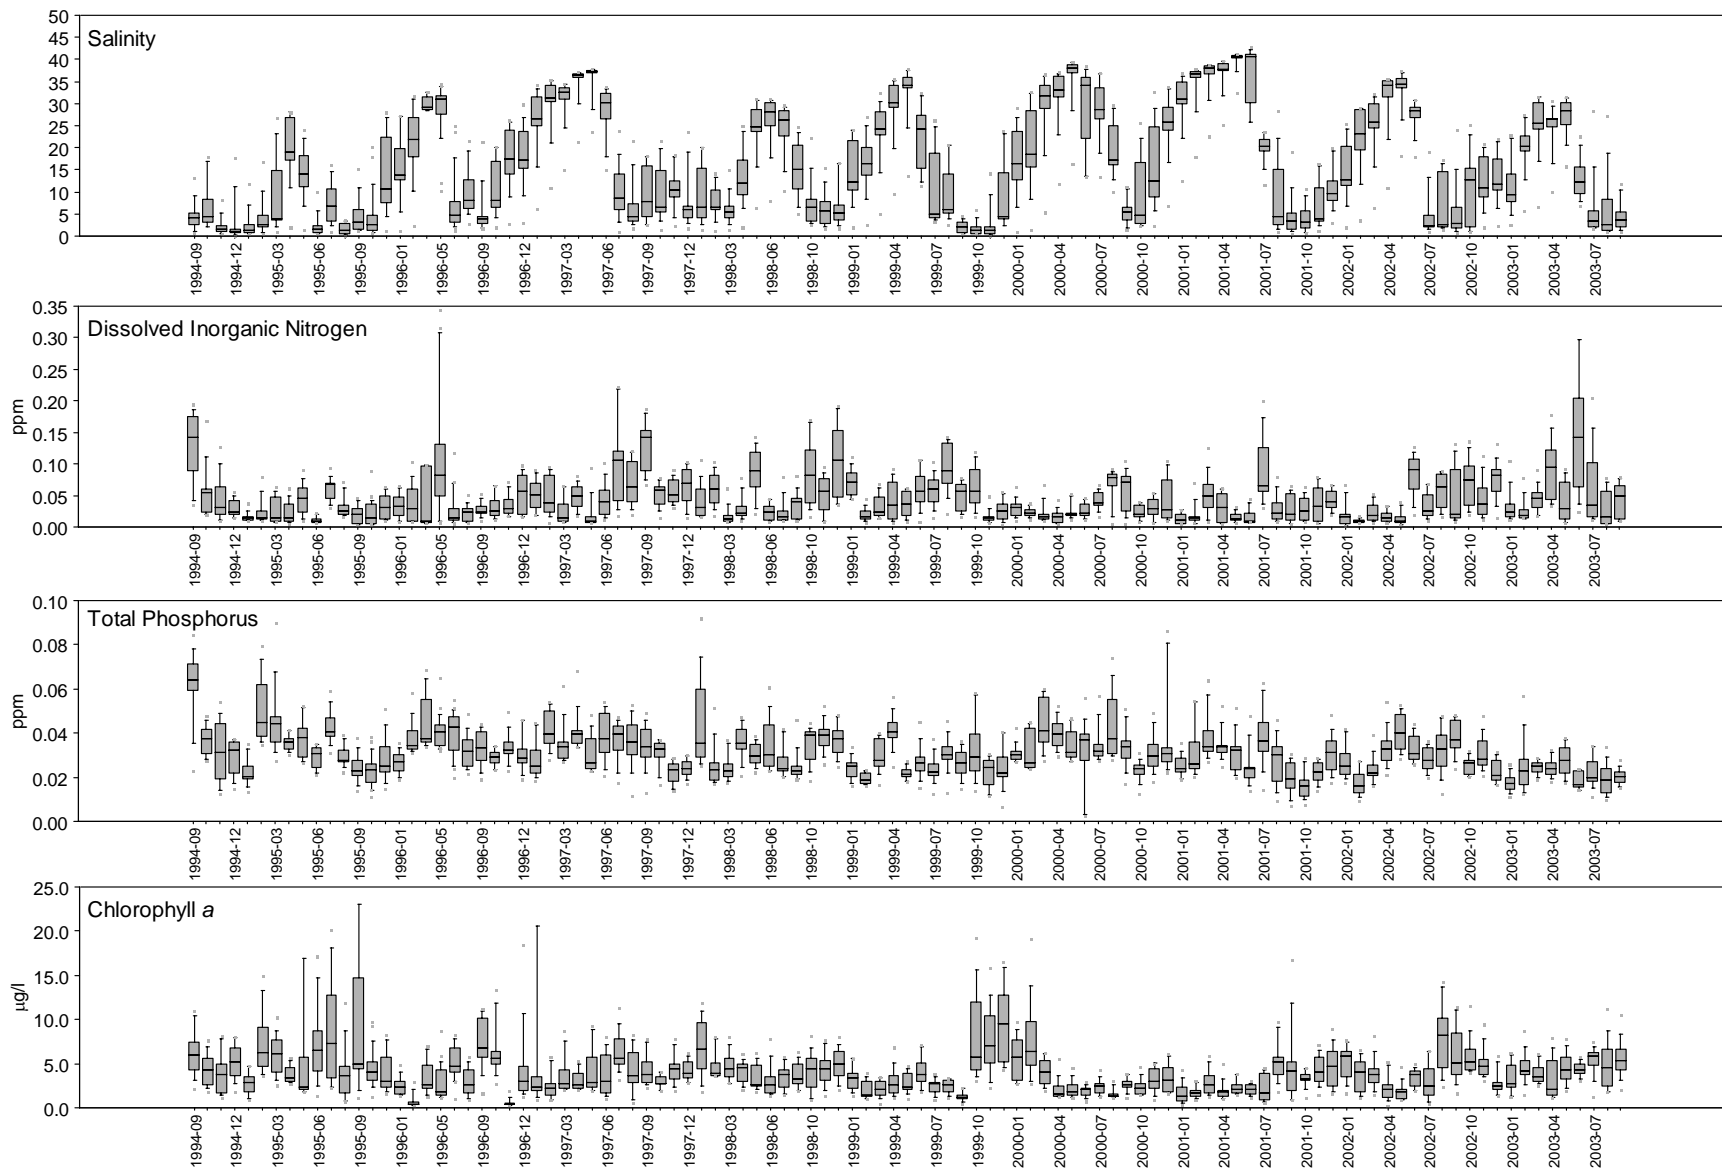 50
Salinity
45
40
35
30
25
20
15
10
5
0
1994-09 1994-12 1995-03 1995-06 1995-09 1996-01 1996-05 1996-09 1996-12 1997-03 1997-06 1997-09 1997-12 1998-03 1998-06 1998-10 1999-01 1999-04 1999-07 1999-10 2000-01 2000-04 2000-07 2000-10 2001-01 2001-04 2001-07 2001-10 2002-01 2002-04 2002-07 2002-10 2003-01 2003-04 2003-07
0.35
Dissolved Inorganic Nitrogen
0.30
0.25
0.20
ppm
0.15
0.10
0.05
0.00
1994-09 1994-12 1995-03 1995-06 1995-09 1996-01 1996-05 1996-09 1996-12 1997-03 1997-06 1997-09 1997-12 1998-03 1998-06 1998-10 1999-01 1999-04 1999-07 1999-10 2000-01 2000-04 2000-07 2000-10 2001-01 2001-04 2001-07 2001-10 2002-01 2002-04 2002-07 2002-10 2003-01 2003-04 2003-07
0.10
Total Phosphorus
0.08
0.06
ppm
0.04
0.02
0.00
1994-09 1994-12 1995-03 1995-06 1995-09 1996-01 1996-05 1996-09 1996-12 1997-03 1997-06 1997-09 1997-12 1998-03 1998-06 1998-10 1999-01 1999-04 1999-07 1999-10 2000-01 2000-04 2000-07 2000-10 2001-01 2001-04 2001-07 2001-10 2002-01 2002-04 2002-07 2002-10 2003-01 2003-04 2003-07
25.0
Chlorophyll a
20.0
15.0
µg/l
10.0
5.0
0.0
1994-09 1994-12 1995-03 1995-06 1995-09 1996-01 1996-05 1996-09 1996-12 1997-03 1997-06 1997-09 1997-12 1998-03 1998-06 1998-10 1999-01 1999-04 1999-07 1999-10 2000-01 2000-04 2000-07 2000-10 2001-01 2001-04 2001-07 2001-10 2002-01 2002-04 2002-07 2002-10 2003-01 2003-04 2003-07